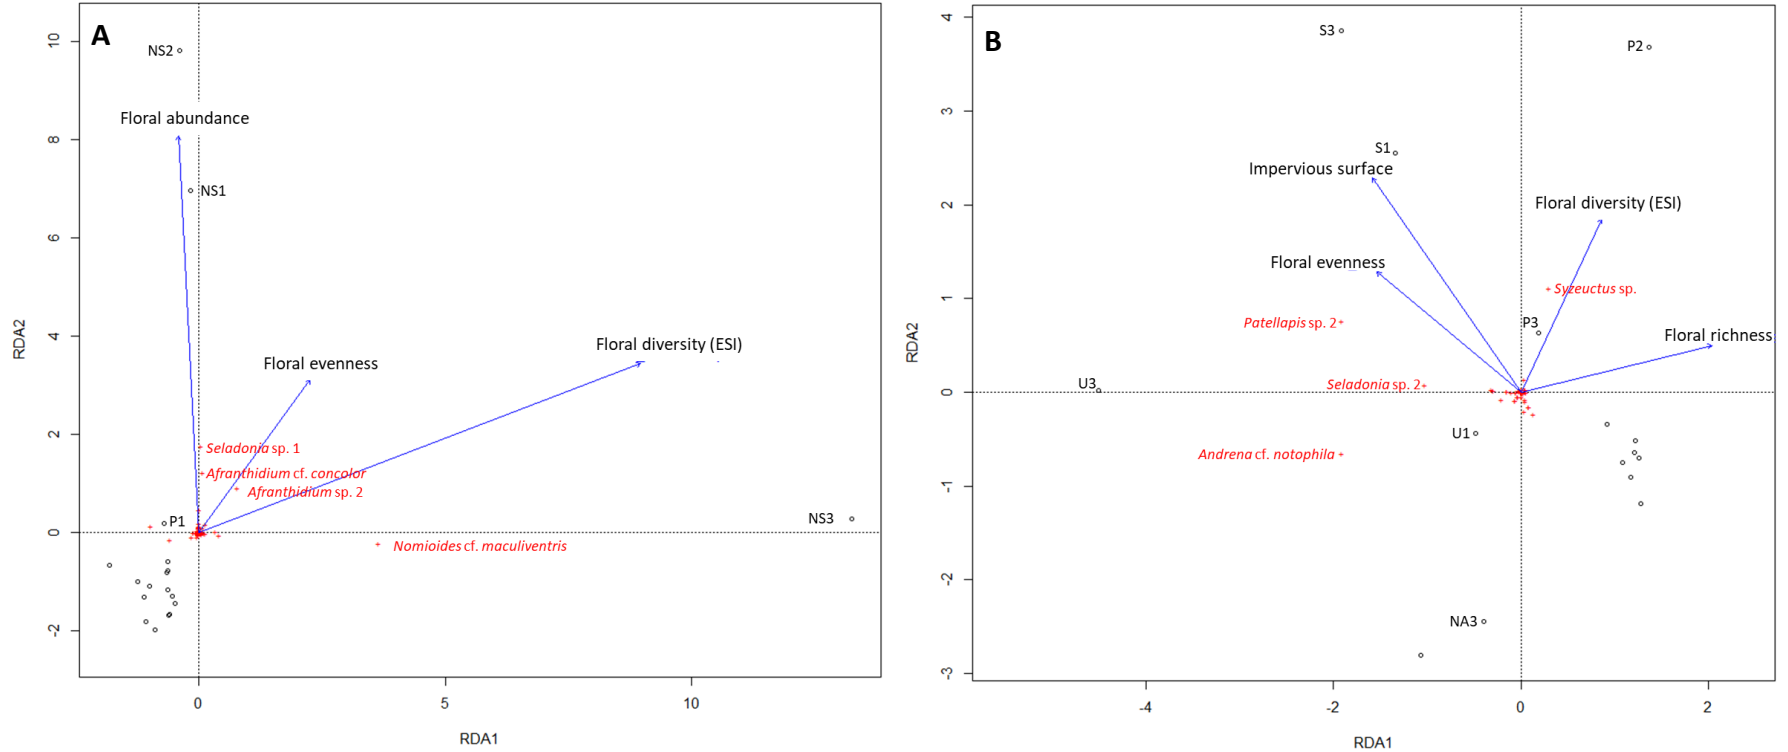 A
NS2
Floral abundance
NS1
Floral evenness
Floral diversity (ESI)
Seladonia sp. 1
Afranthidium cf. concolor
Afranthidium sp. 2
P1
NS3
Nomioides cf. maculiventris
10
8
6
4
2
0
-2
RDA2
0
5
10
RDA1
B
S3
P2
S1
Impervious surface
Floral diversity (ESI)
Floral evenness
Syzeuctus sp.
Patellapis sp. 2
P3
Floral richness
U3
Seladonia sp. 2
U1
Andrena cf. notophila
NA3
4
3
2
1
0
-1
-2
-3
RDA2
-4
-2
0
2
RDA1